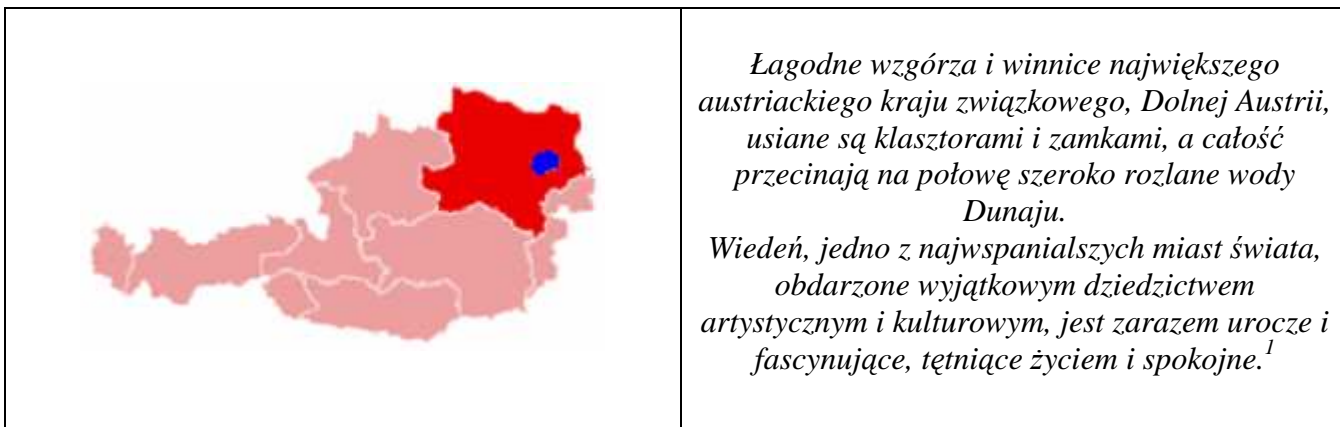 Łagodne wzgórza i winnice największego
austriackiego kraju związkowego, Dolnej Austrii,
usiane są klasztorami i zamkami, a całość
przecinają na połowę szeroko rozlane wody
Dunaju.
Wiedeń, jedno z najwspanialszych miast świata,
obdarzone wyjątkowym dziedzictwem
artystycznym i kulturowym, jest zarazem urocze i
fascynujące, tętniące życiem i spokojne.1